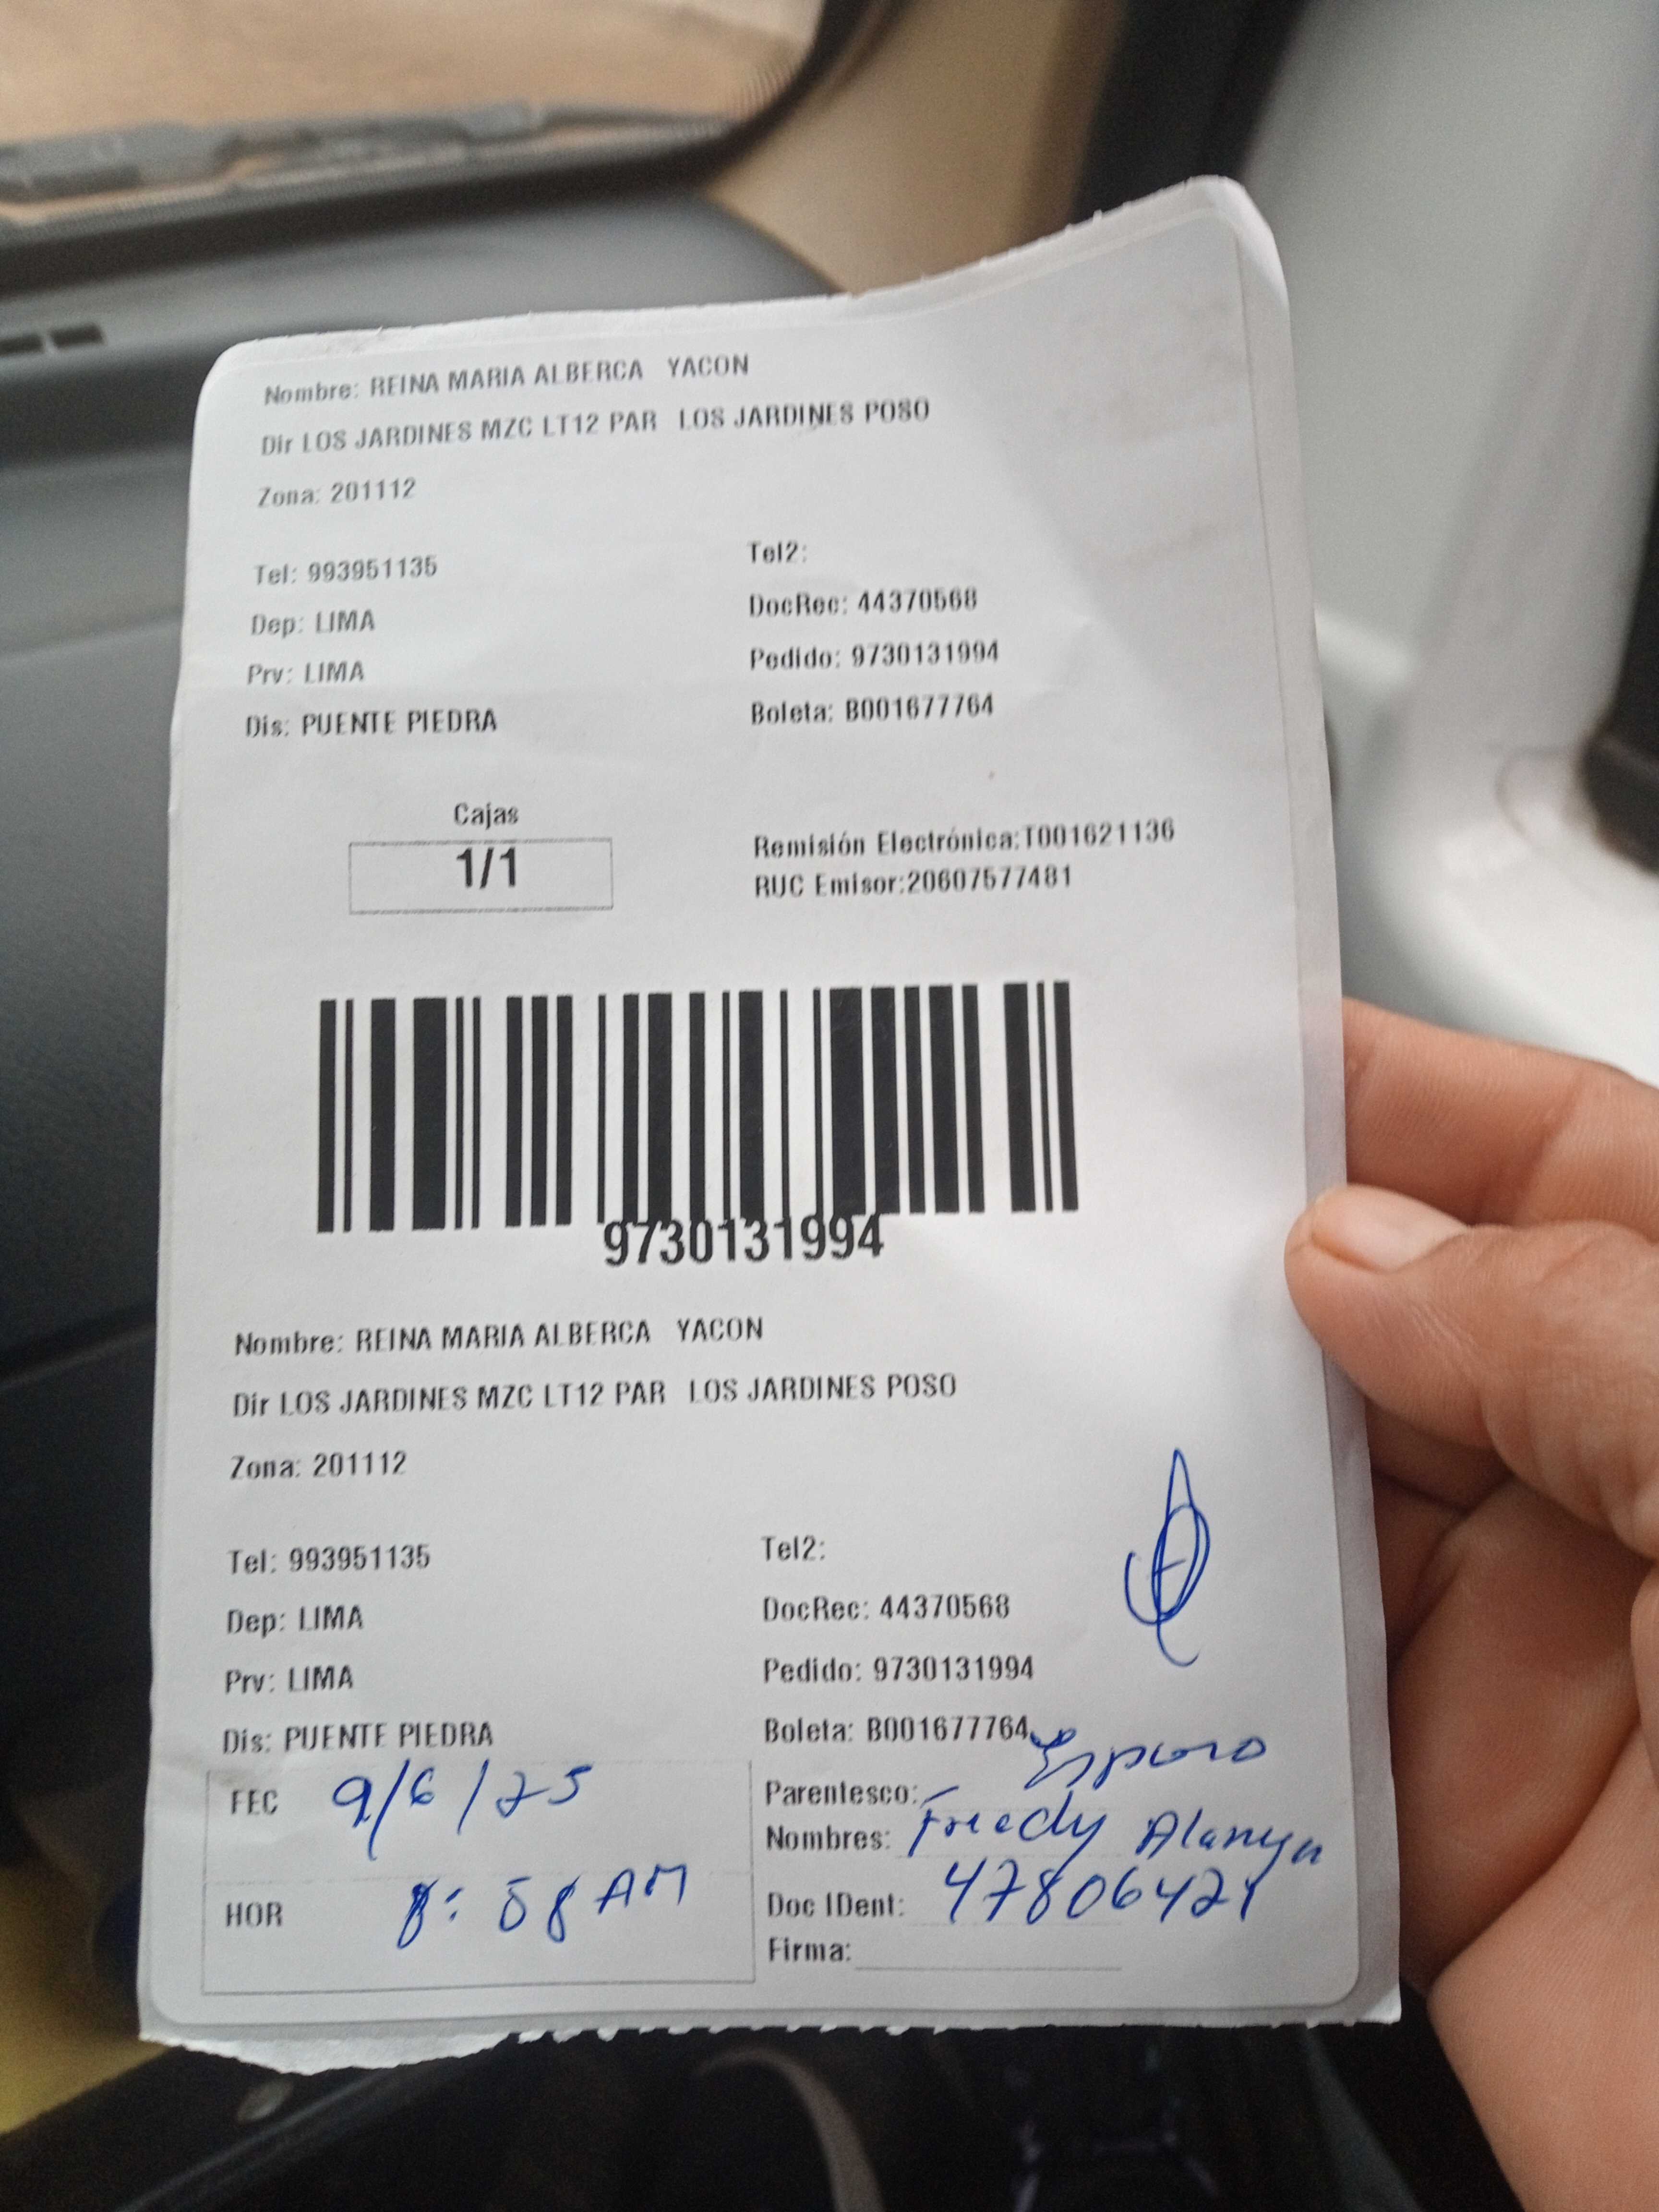 Nombre: REINA MARIA ALBERCA YACON
Dir LOS JARDINES MZC LT12 PAR LOS JARDINES POSO
Zona: 201112
Tel: 993951135
Tel2:
Dep: LIMA
DocRec: 44370568
Prv: LIMA
Pedido: 9730131994
Dis: PUENTE PIEDRA
Boleta: B001677764
Cajas
1/1
Remisión Electrónica:T001621136
RUC Emisor:20607577481
9730131994
Nombre: REINA MARIA ALBERCA YACON
Dir LOS JARDINES MZC LT12 PAR LOS JARDINES POSO
Zona: 201112
Tel: 993951135
Tel2:
Dep: LIMA
DocRec: 44370568
Prv: LIMA
Pedido: 9730131994
Dis: PUENTE PIEDRA
Boleta: B001677764
FEC 9/6/25
HOR 8:58 AM
Parentesco: Esposo
Nombres: Fredy Alanya
Doc IDent: 47806421
Firma: